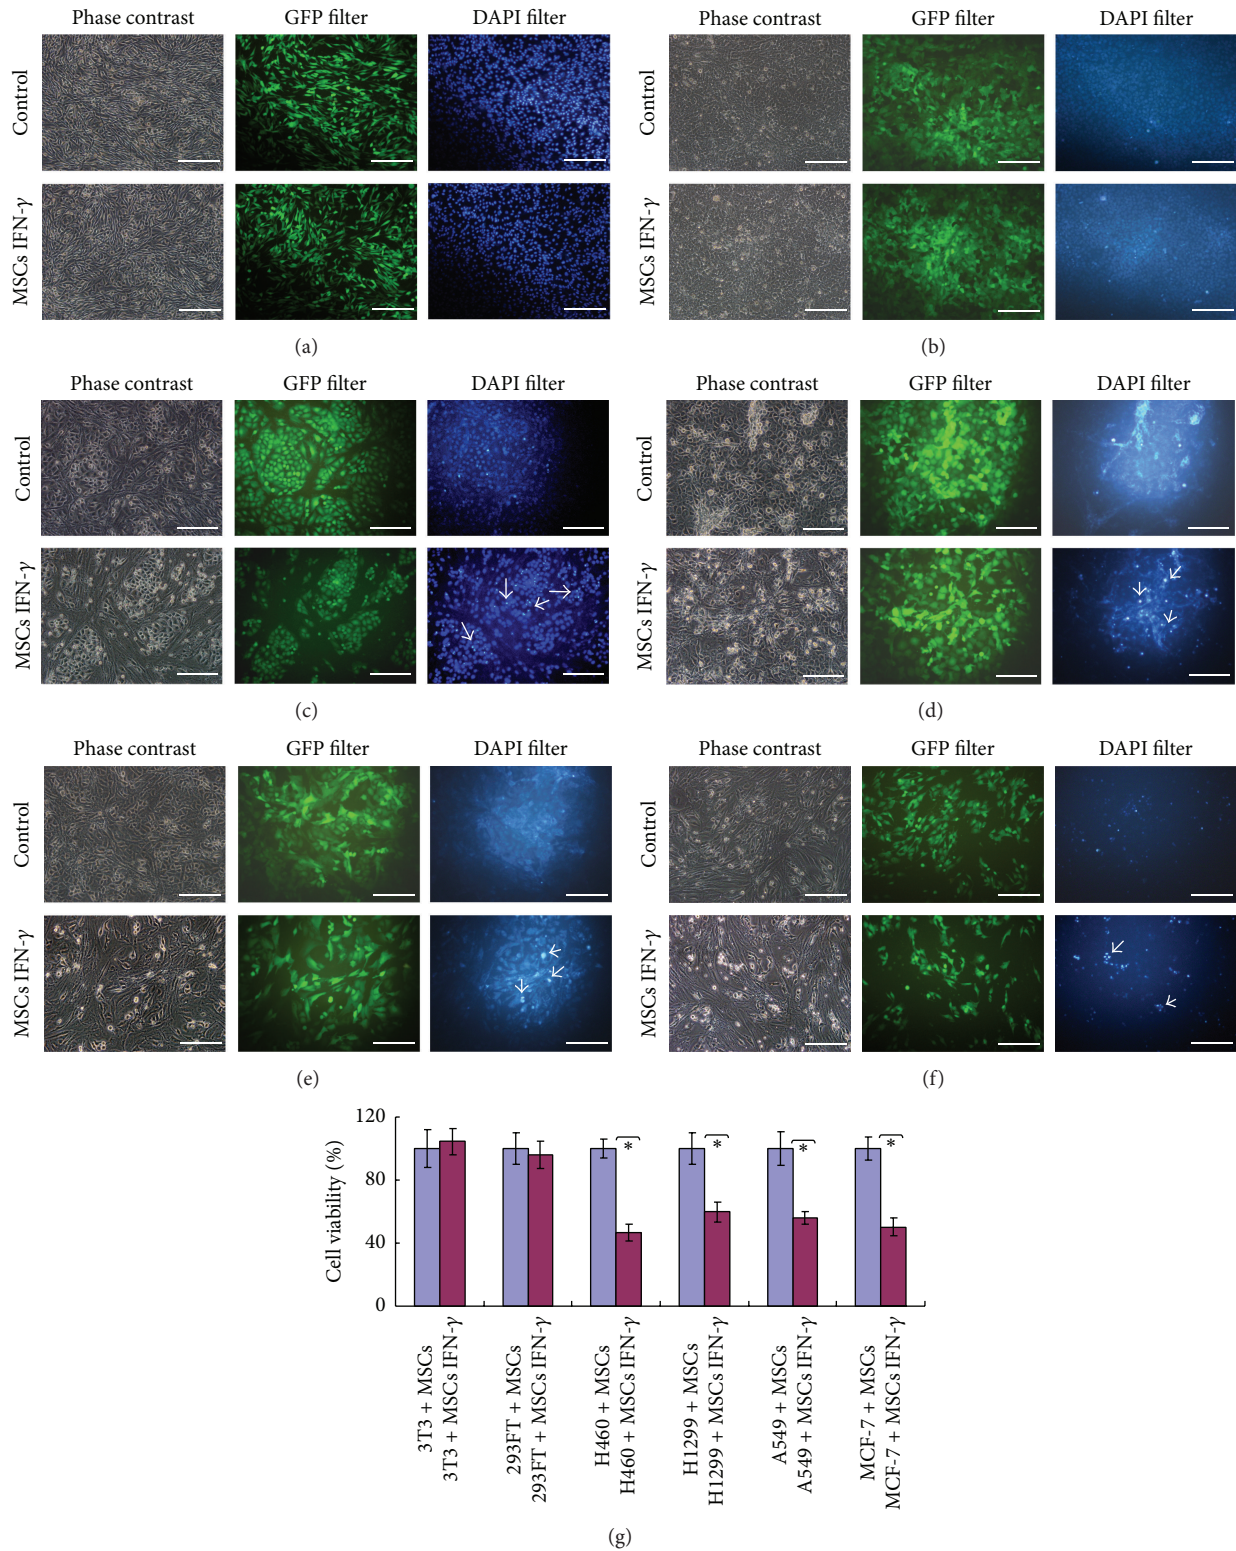 Phase contrast GFP filter DAPI filter
Control
MSCs IFN-γ
(a)
Phase contrast GFP filter DAPI filter
Control
MSCs IFN-γ
(b)
Phase contrast GFP filter DAPI filter
Control
MSCs IFN-γ
(c)
Phase contrast GFP filter DAPI filter
Control
MSCs IFN-γ
(d)
Phase contrast GFP filter DAPI filter
Control
MSCs IFN-γ
(e)
Phase contrast GFP filter DAPI filter
Control
MSCs IFN-γ
(f)
Cell viability (%)
120
80
40
0
*
*
*
*
3T3 + MSCs
3T3 + MSCs IFN-γ
293FT + MSCs
293FT + MSCs IFN-γ
H460 + MSCs
H460 + MSCs IFN-γ
H1299 + MSCs
H1299 + MSCs IFN-γ
A549 + MSCs
A549 + MSCs IFN-γ
MCF-7 + MSCs
MCF-7 + MSCs IFN-γ
(g)